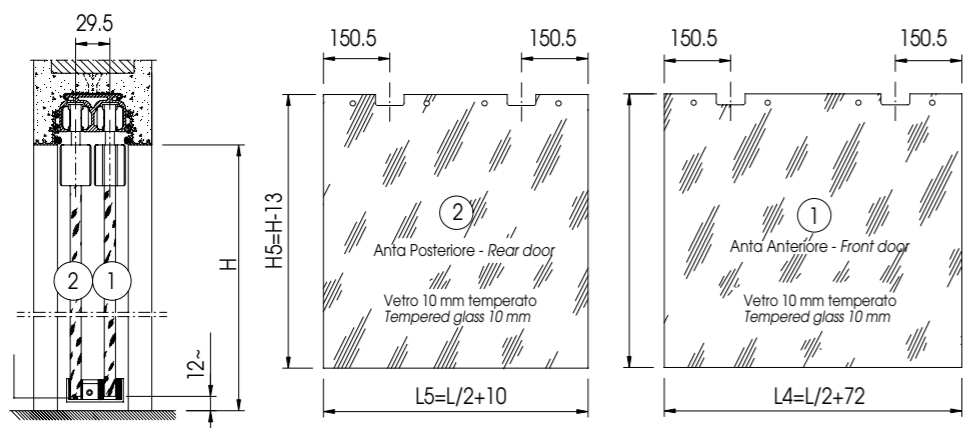 29.5
2
1
H
12~
150.5
150.5
H5=H-13
2
Anta Posteriore - Rear door
Vetro 10 mm temperato
Tempered glass 10 mm
L5=L/2+10
150.5
150.5
1
Anta Anteriore - Front door
Vetro 10 mm temperato
Tempered glass 10 mm
L4=L/2+72